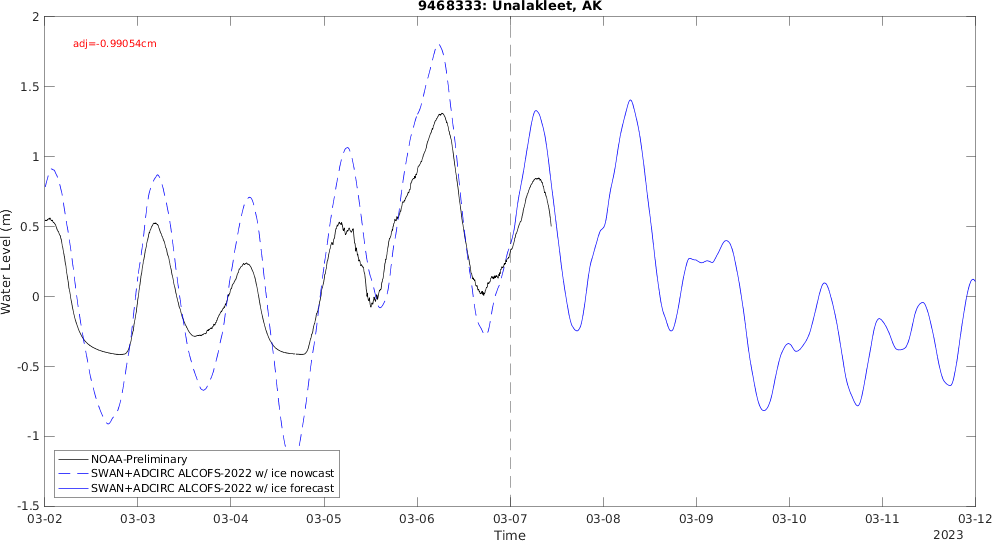 9468333: Unalakleet, AK
adj=-0.99054cm
Water Level (m)
2
1.5
1
0.5
0
-0.5
-1
-1.5
NOAA-Preliminary
SWAN+ADCIRC ALCOFS-2022 w/ ice nowcast
SWAN+ADCIRC ALCOFS-2022 w/ ice forecast
03-02 03-03 03-04 03-05 03-06 03-07 03-08 03-09 03-10 03-11 03-12
Time
2023